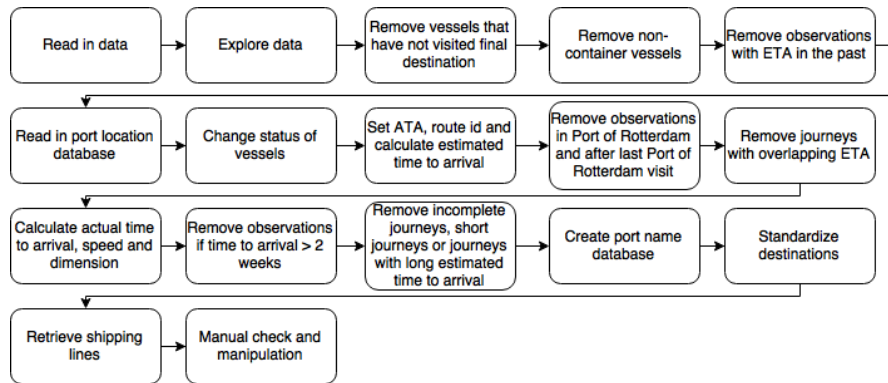 Read in data
Explore data
Remove vessels
that have not visited final
destination
Remove non-
container vessels
Remove observations
with ETA in the past
Read in port location
database
Change status of
vessels
Set ATA, route id and
calculate estimated
time to arrival
Remove observations
in Port of Rotterdam
and after last Port of
Rotterdam visit
Remove journeys
with overlapping ETA
Calculate actual time
to arrival, speed and
dimension
Remove observations
if time to arrival > 2
weeks
Remove incomplete
journeys, short
journeys or journeys
with long estimated
time to arrival
Create port name
database
Standardize
destinations
Retrieve shipping
lines
Manual check and
manipulation